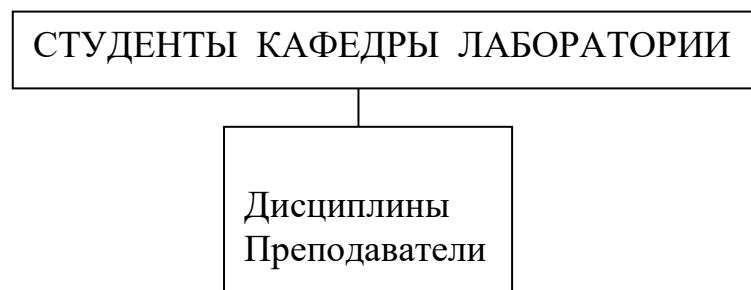 СТУДЕНТЫ КАФЕДРЫ ЛАБОРАТОРИИ
Дисциплины
Преподаватели